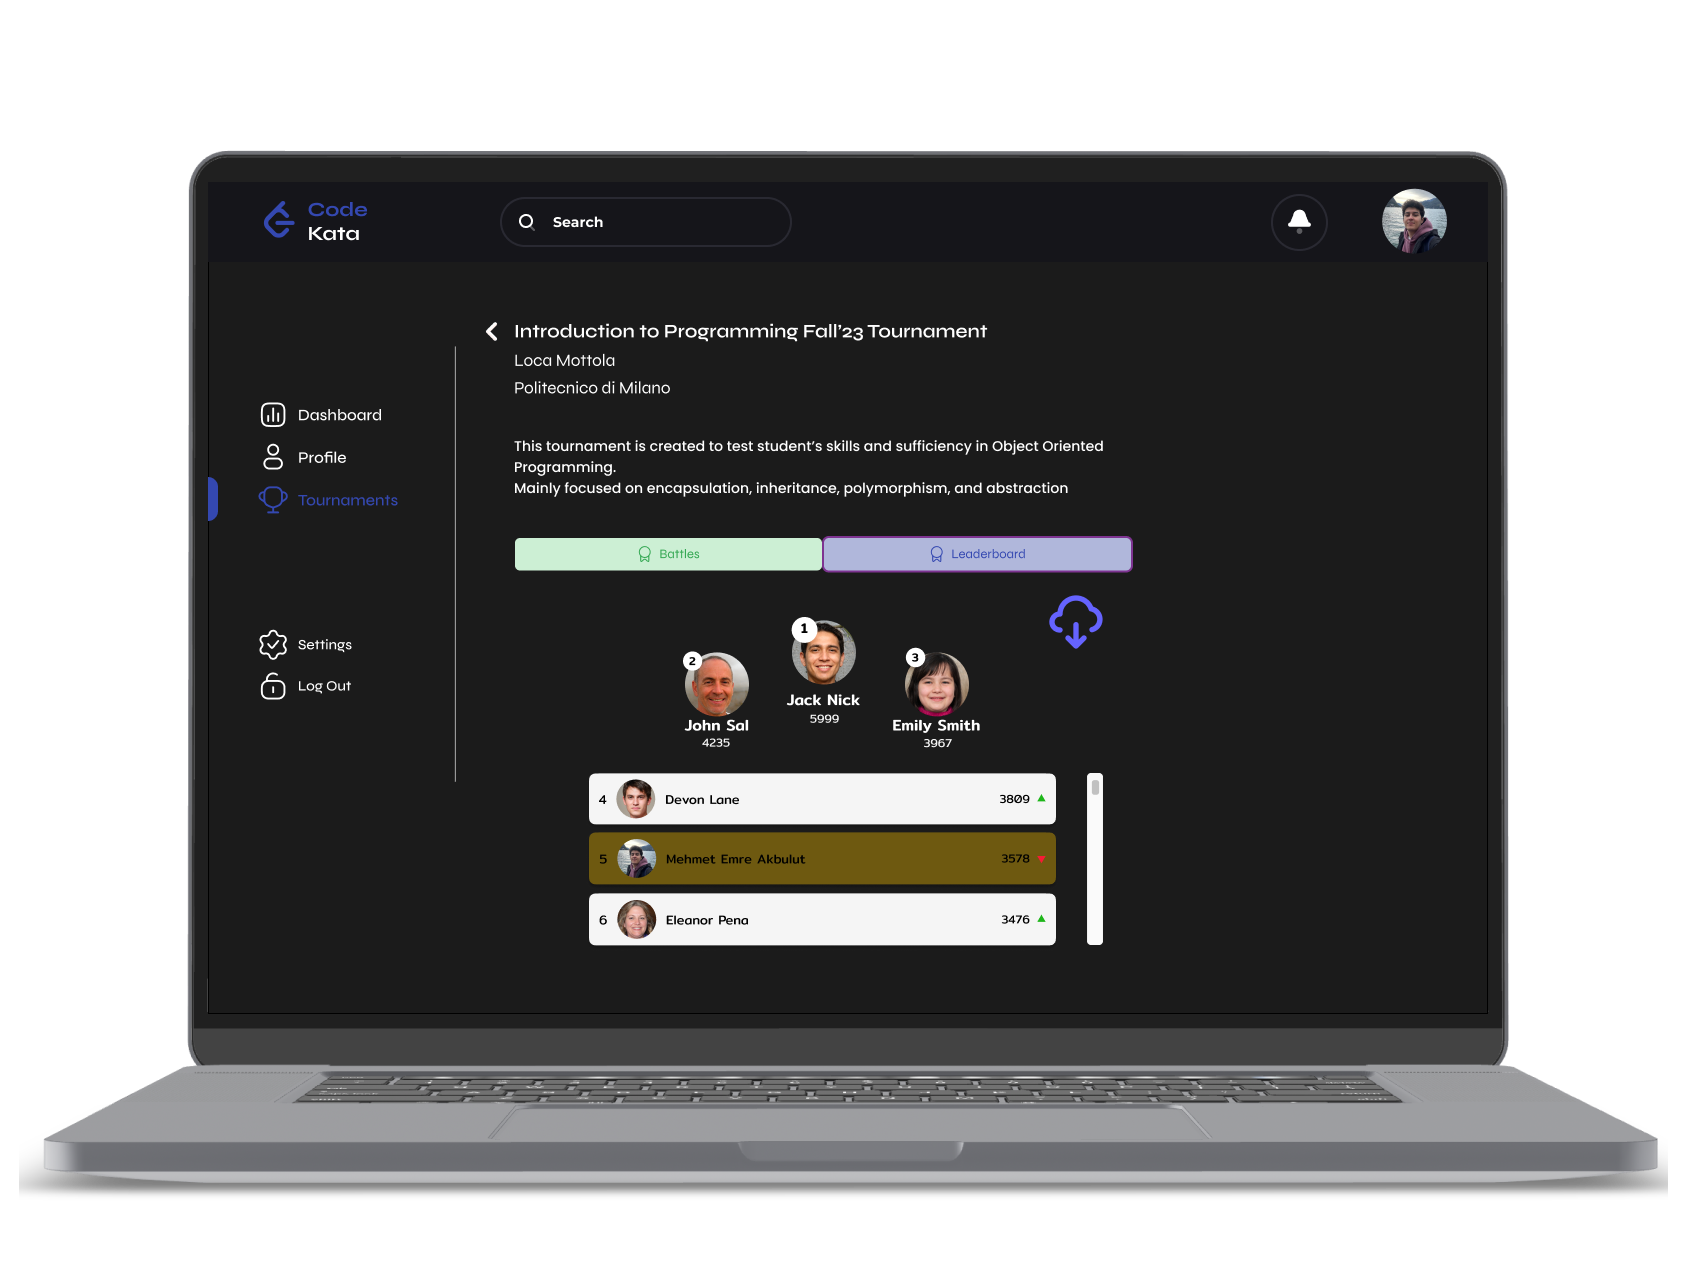 Code
Kata
Search
Introduction to Programming Fall'23 Tournament
Loca Mottola
Politecnico di Milano
Dashboard
Profile
Tournaments
Settings
Log Out
This tournament is created to test student's skills and sufficiency in Object Oriented
Programming.
Mainly focused on encapsulation, inheritance, polymorphism, and abstraction
Battles
Leaderboard
1
Jack Nick
5999
2
John Sal
4235
3
Emily Smith
3967
4 Devon Lane 3809
5 Mehmet Emre Akbulut 3578
6 Eleanor Pena 3476